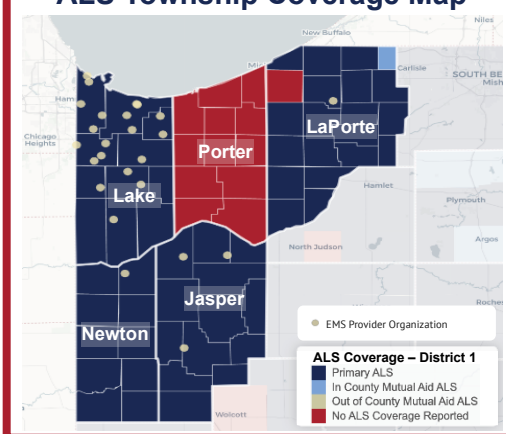 ALS Township Coverage Map
Niles
New Buffalo
Carlisle
SOUTH BE
Mish
Ham
Chicago
Heights
LaPorte
Porter
Lake
Hamlet
Plymouth
North Judson
Argos
Jasper
Roches
Newton
EMS Provider Organization
ALS Coverage – District 1
Primary ALS
In County Mutual Aid ALS
Out of County Mutual Aid ALS
No ALS Coverage Reported
Wolcott